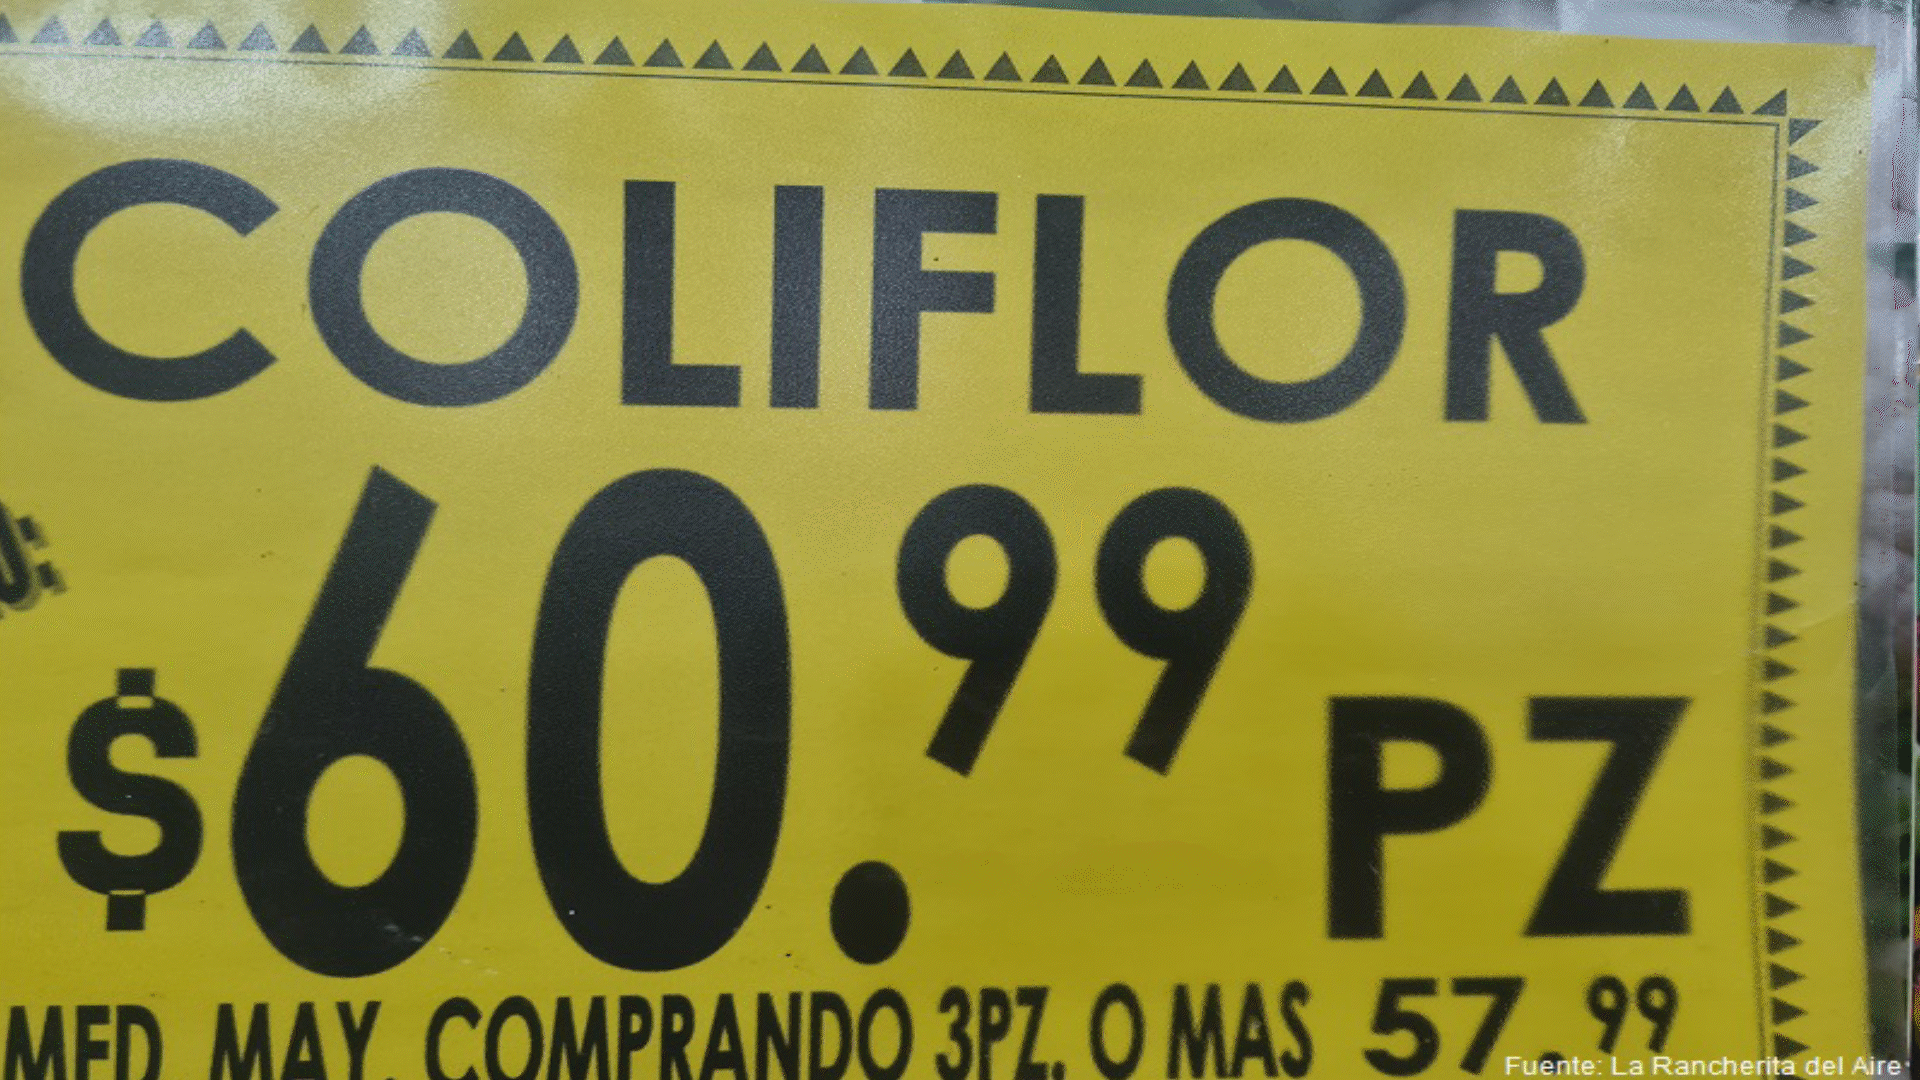 COLIFLOR
$60.99 PZ
MED. MAY. COMPRANDO 3PZ. O MAS 57.99
Fuente: La Rancherita del Aire